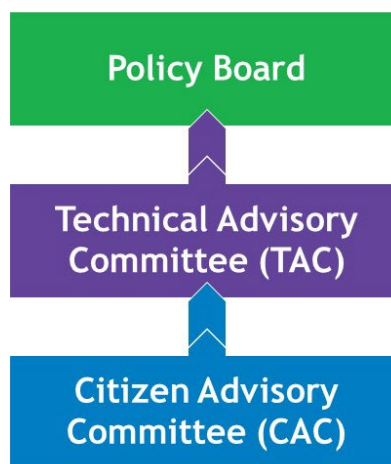 Policy Board
Technical Advisory
Committee (TAC)
Citizen Advisory
Committee (CAC)